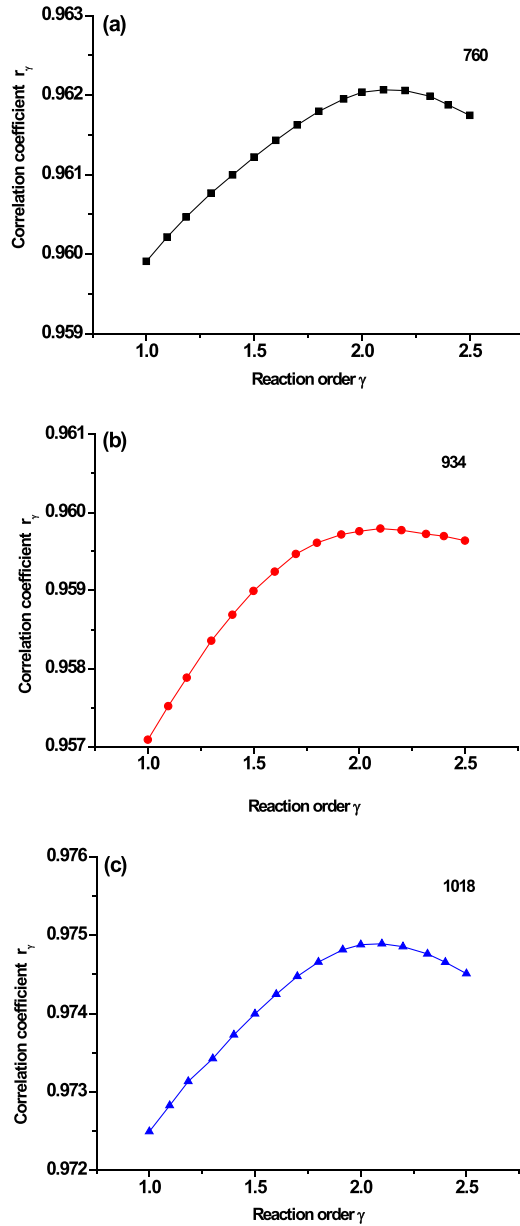 (a)
760
Correlation coefficient rγ
0.963
0.962
0.961
0.960
0.959
1.0 1.5 2.0 2.5
Reaction order γ
(b)
934
Correlation coefficient rγ
0.961
0.960
0.959
0.958
0.957
1.0 1.5 2.0 2.5
Reaction order γ
(c)
1018
Correlation coefficient rγ
0.976
0.975
0.974
0.973
0.972
1.0 1.5 2.0 2.5
Reaction order γ